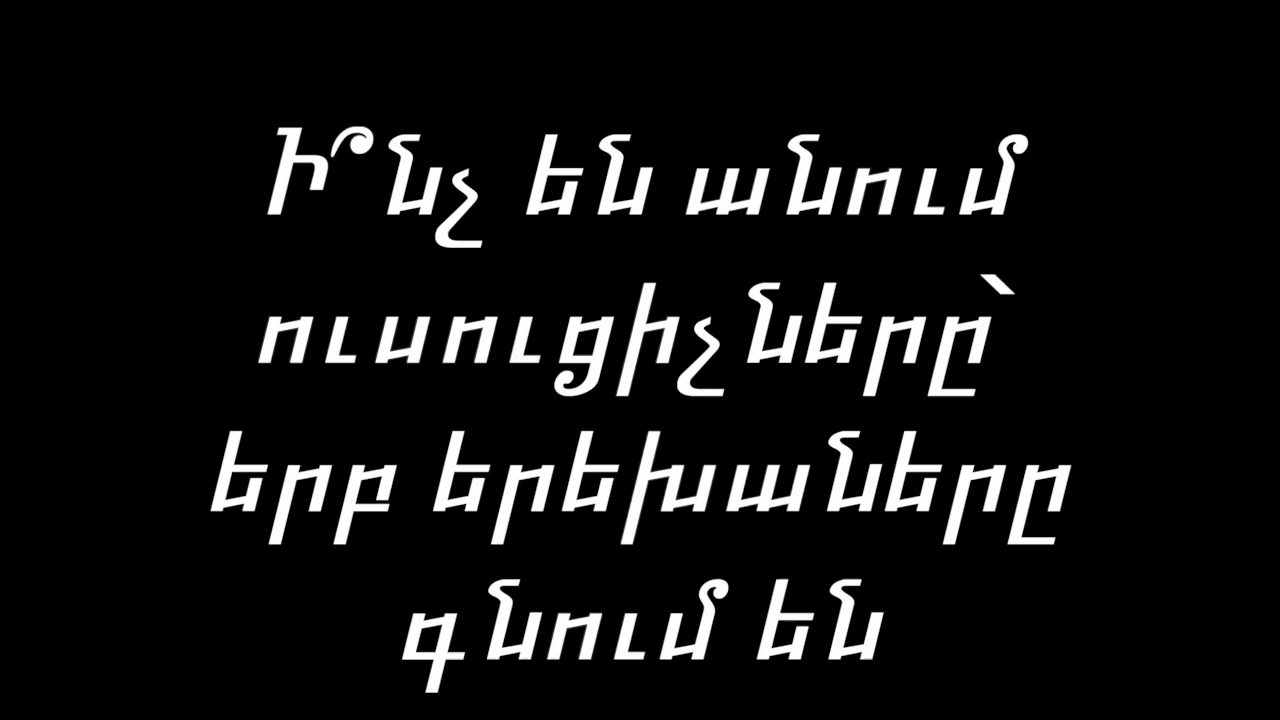 Ի՞նչ են անում
ուսուցիչները՝
երբ երեխաները
գնում են